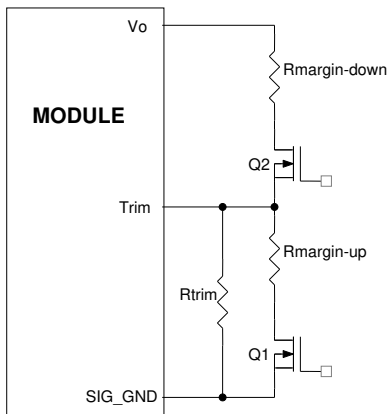 Vo
Rmargin-down
MODULE
Q2
Trim
Rmargin-up
Rtrim
Q1
SIG_GND